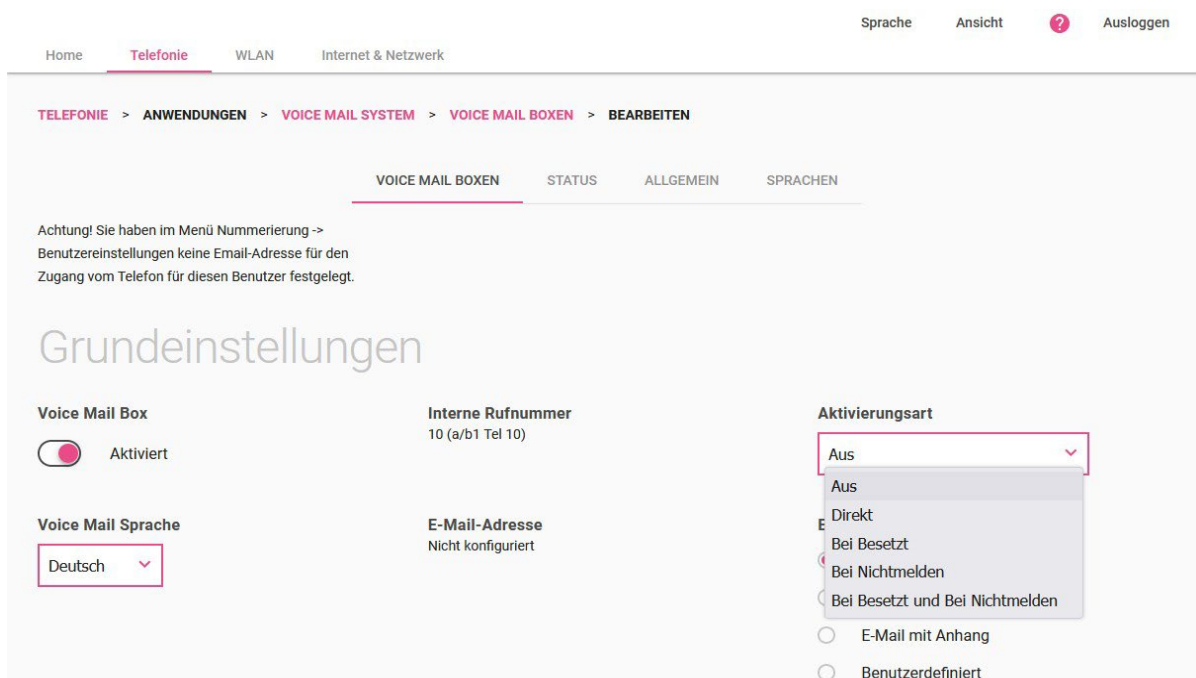 Sprache Ansicht ? Ausloggen
Home Telefonie WLAN Internet & Netzwerk
TELEFONIE > ANWENDUNGEN > VOICE MAIL SYSTEM > VOICE MAIL BOXEN > BEARBEITEN
VOICE MAIL BOXEN STATUS ALLGEMEIN SPRACHEN
Achtung! Sie haben im Menü Nummerierung ->
Benutzereinstellungen keine Email-Adresse für den
Zugang vom Telefon für diesen Benutzer festgelegt.
Grundeinstellungen
Voice Mail Box
Aktiviert
Interne Rufnummer
10 (a/b1 Tel 10)
Aktivierungsart
Aus
Aus
Direkt
Bei Besetzt
Bei Nichtmelden
Bei Besetzt und Bei Nichtmelden
Voice Mail Sprache
Deutsch
E-Mail-Adresse
Nicht konfiguriert
E-Mail mit Anhang
Benutzerdefiniert